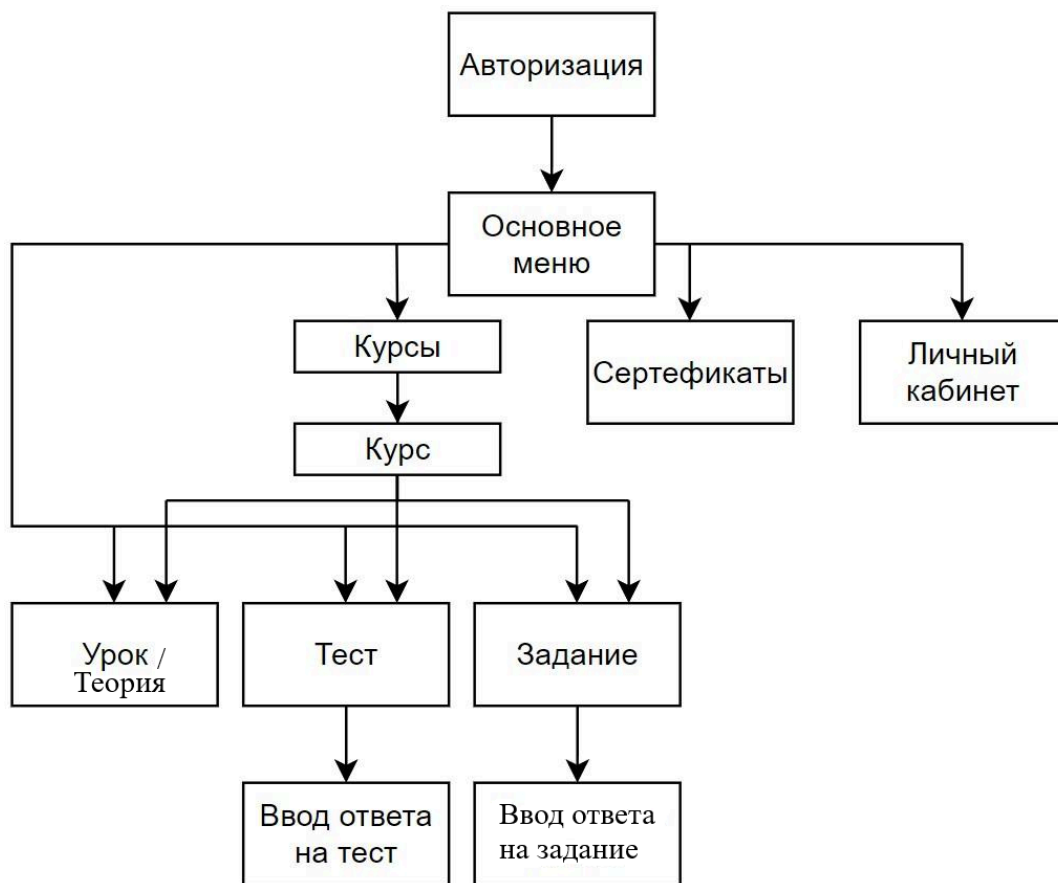 Авторизация
Основное
меню
Курсы
Сертефикаты
Личный
кабинет
Курс
Урок /
Теория
Тест
Задание
Ввод ответа
на тест
Ввод ответа
на задание